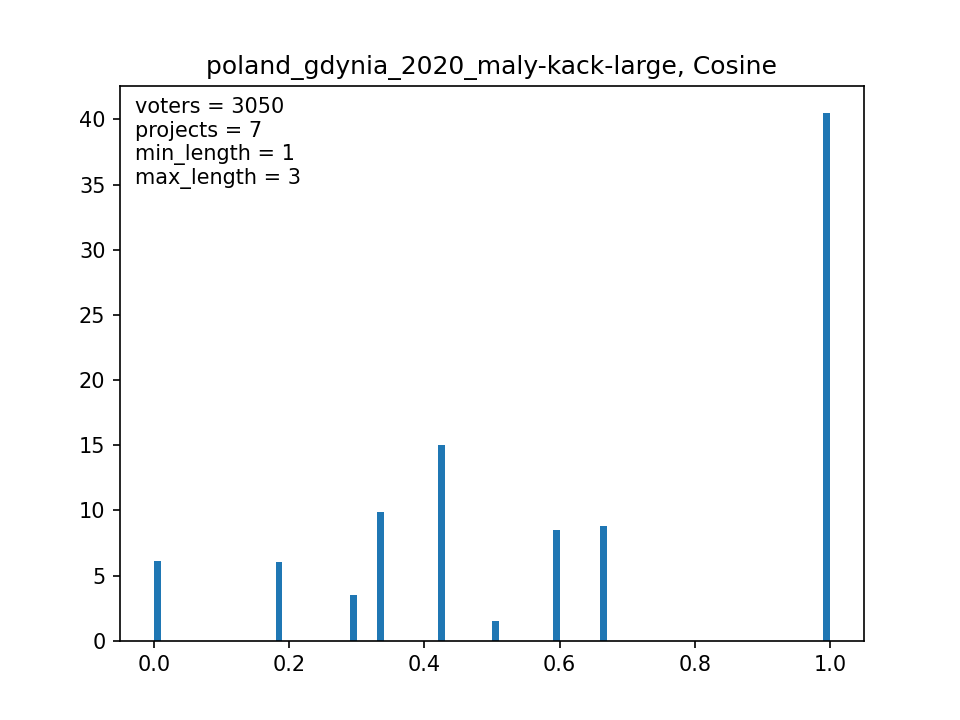 poland_gdynia_2020_maly-kack-large, Cosine
voters = 3050
projects = 7
min_length = 1
max_length = 3
40
35
30
25
20
15
10
5
0
0.0 0.2 0.4 0.6 0.8 1.0